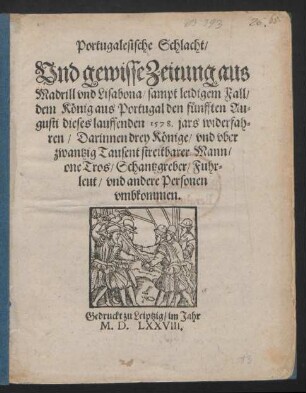 Portugalesische Schlacht/
Vnd gewisse Zeitung aus
Madrill vnd Lisabona/ sampt leidigem Fall/
dem König aus Portugal den fünfften Au-
gusti dieses lauffenden 1578. jars widerfah-
ren/ Darinnen drey Könige/ vnd vber
zwantzig Tausent streitbarer Mann/
one Tros/ Schantzgreber/ Fuhr-
leut/ vnd andere Personen
vmbkommen.
Gedruckt zu Leiptzig/ im Jahr
M. D. LXXVIII.